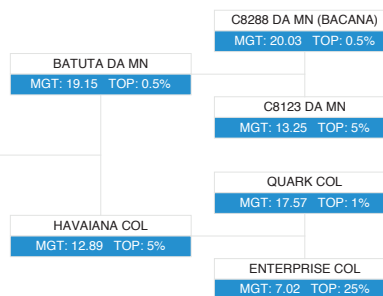 C8288 DA MN (BACANA)
MGT: 20.03 TOP: 0.5%
BATUTA DA MN
MGT: 19.15 TOP: 0.5%
C8123 DA MN
MGT: 13.25 TOP: 5%
QUARK COL
MGT: 17.57 TOP: 1%
HAVAIANA COL
MGT: 12.89 TOP: 5%
ENTERPRISE COL
MGT: 7.02 TOP: 25%